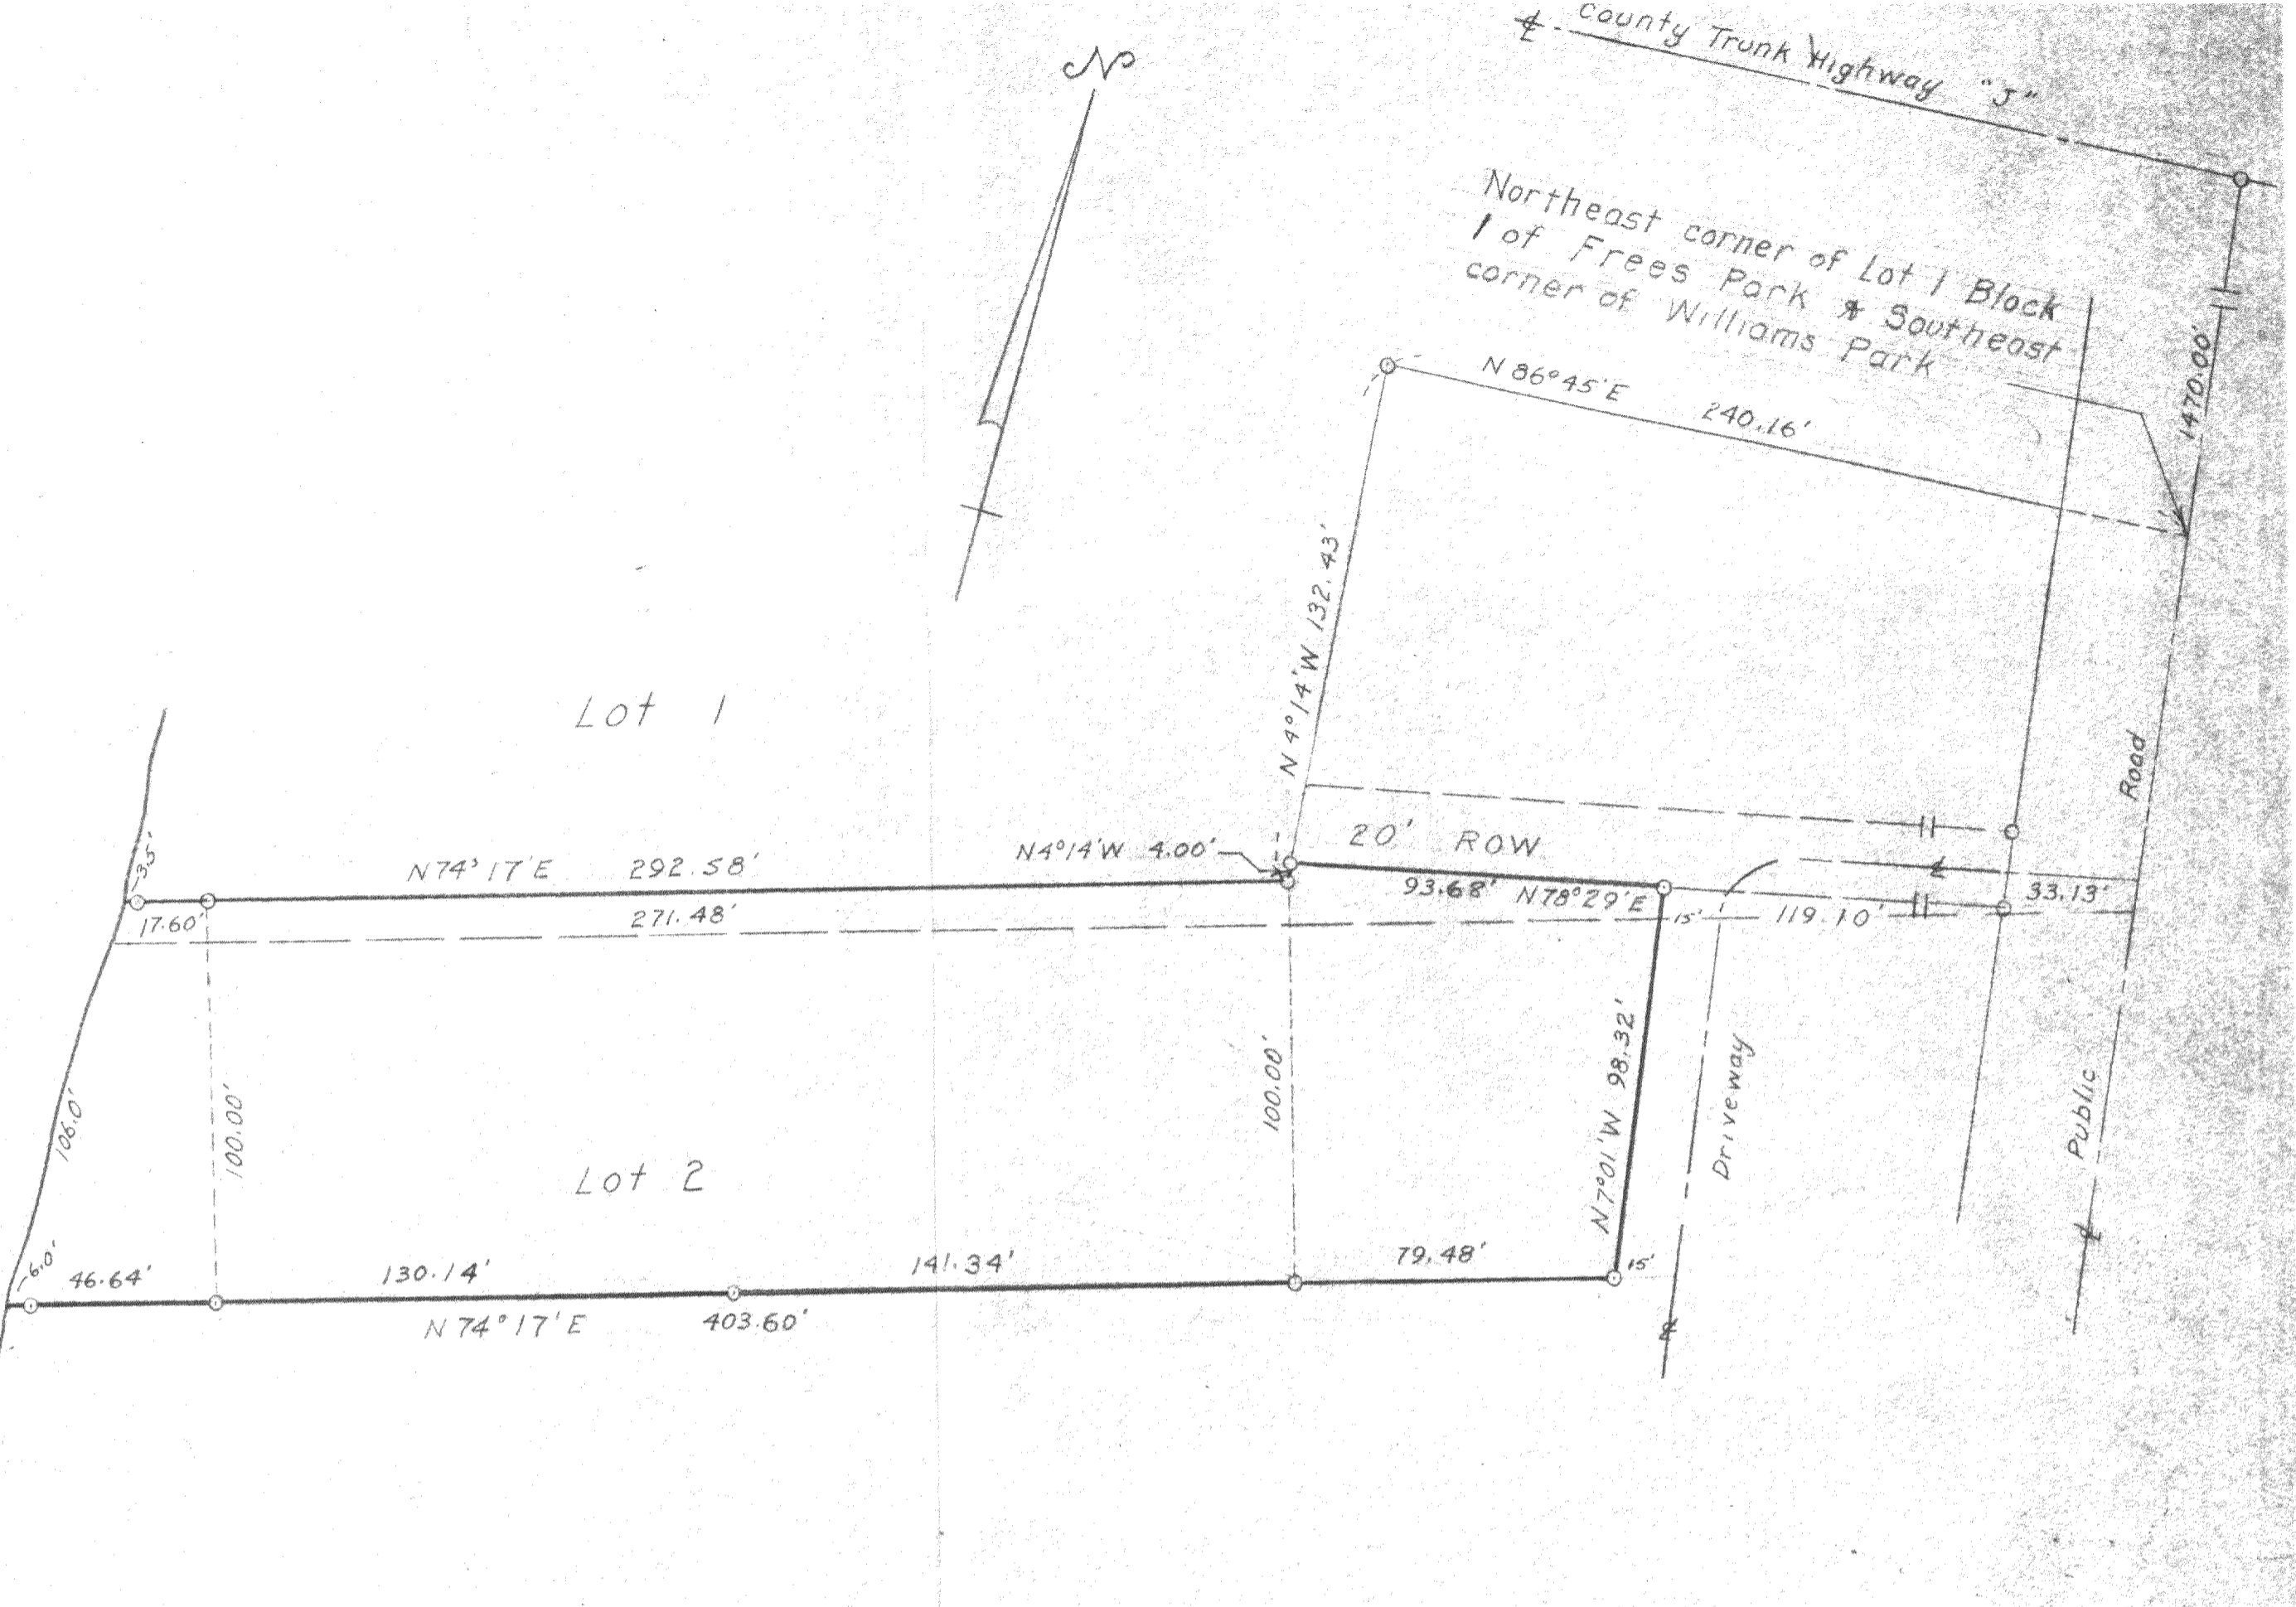 N
℄ County Trunk Highway "J"
Northeast corner of Lot 1 Block
1 of Frees Park & Southeast
corner of Williams Park
1470.00'
N 86°45'E 240.16'
N 4°14'W 132.43'
Lot 1
Road
20' ROW
N4°14'W 4.00'
N74°17'E 292.58'
3.5'
17.60'
271.48'
93.68' N78°29'E
15'
119.10'
33.13'
℄
106.0'
100.00'
100.00'
N7°01'W 98.32'
Driveway
Public
Lot 2
6.0'
46.64'
130.14'
141.34'
79.48'
15'
N 74°17'E 403.60'
℄
℄